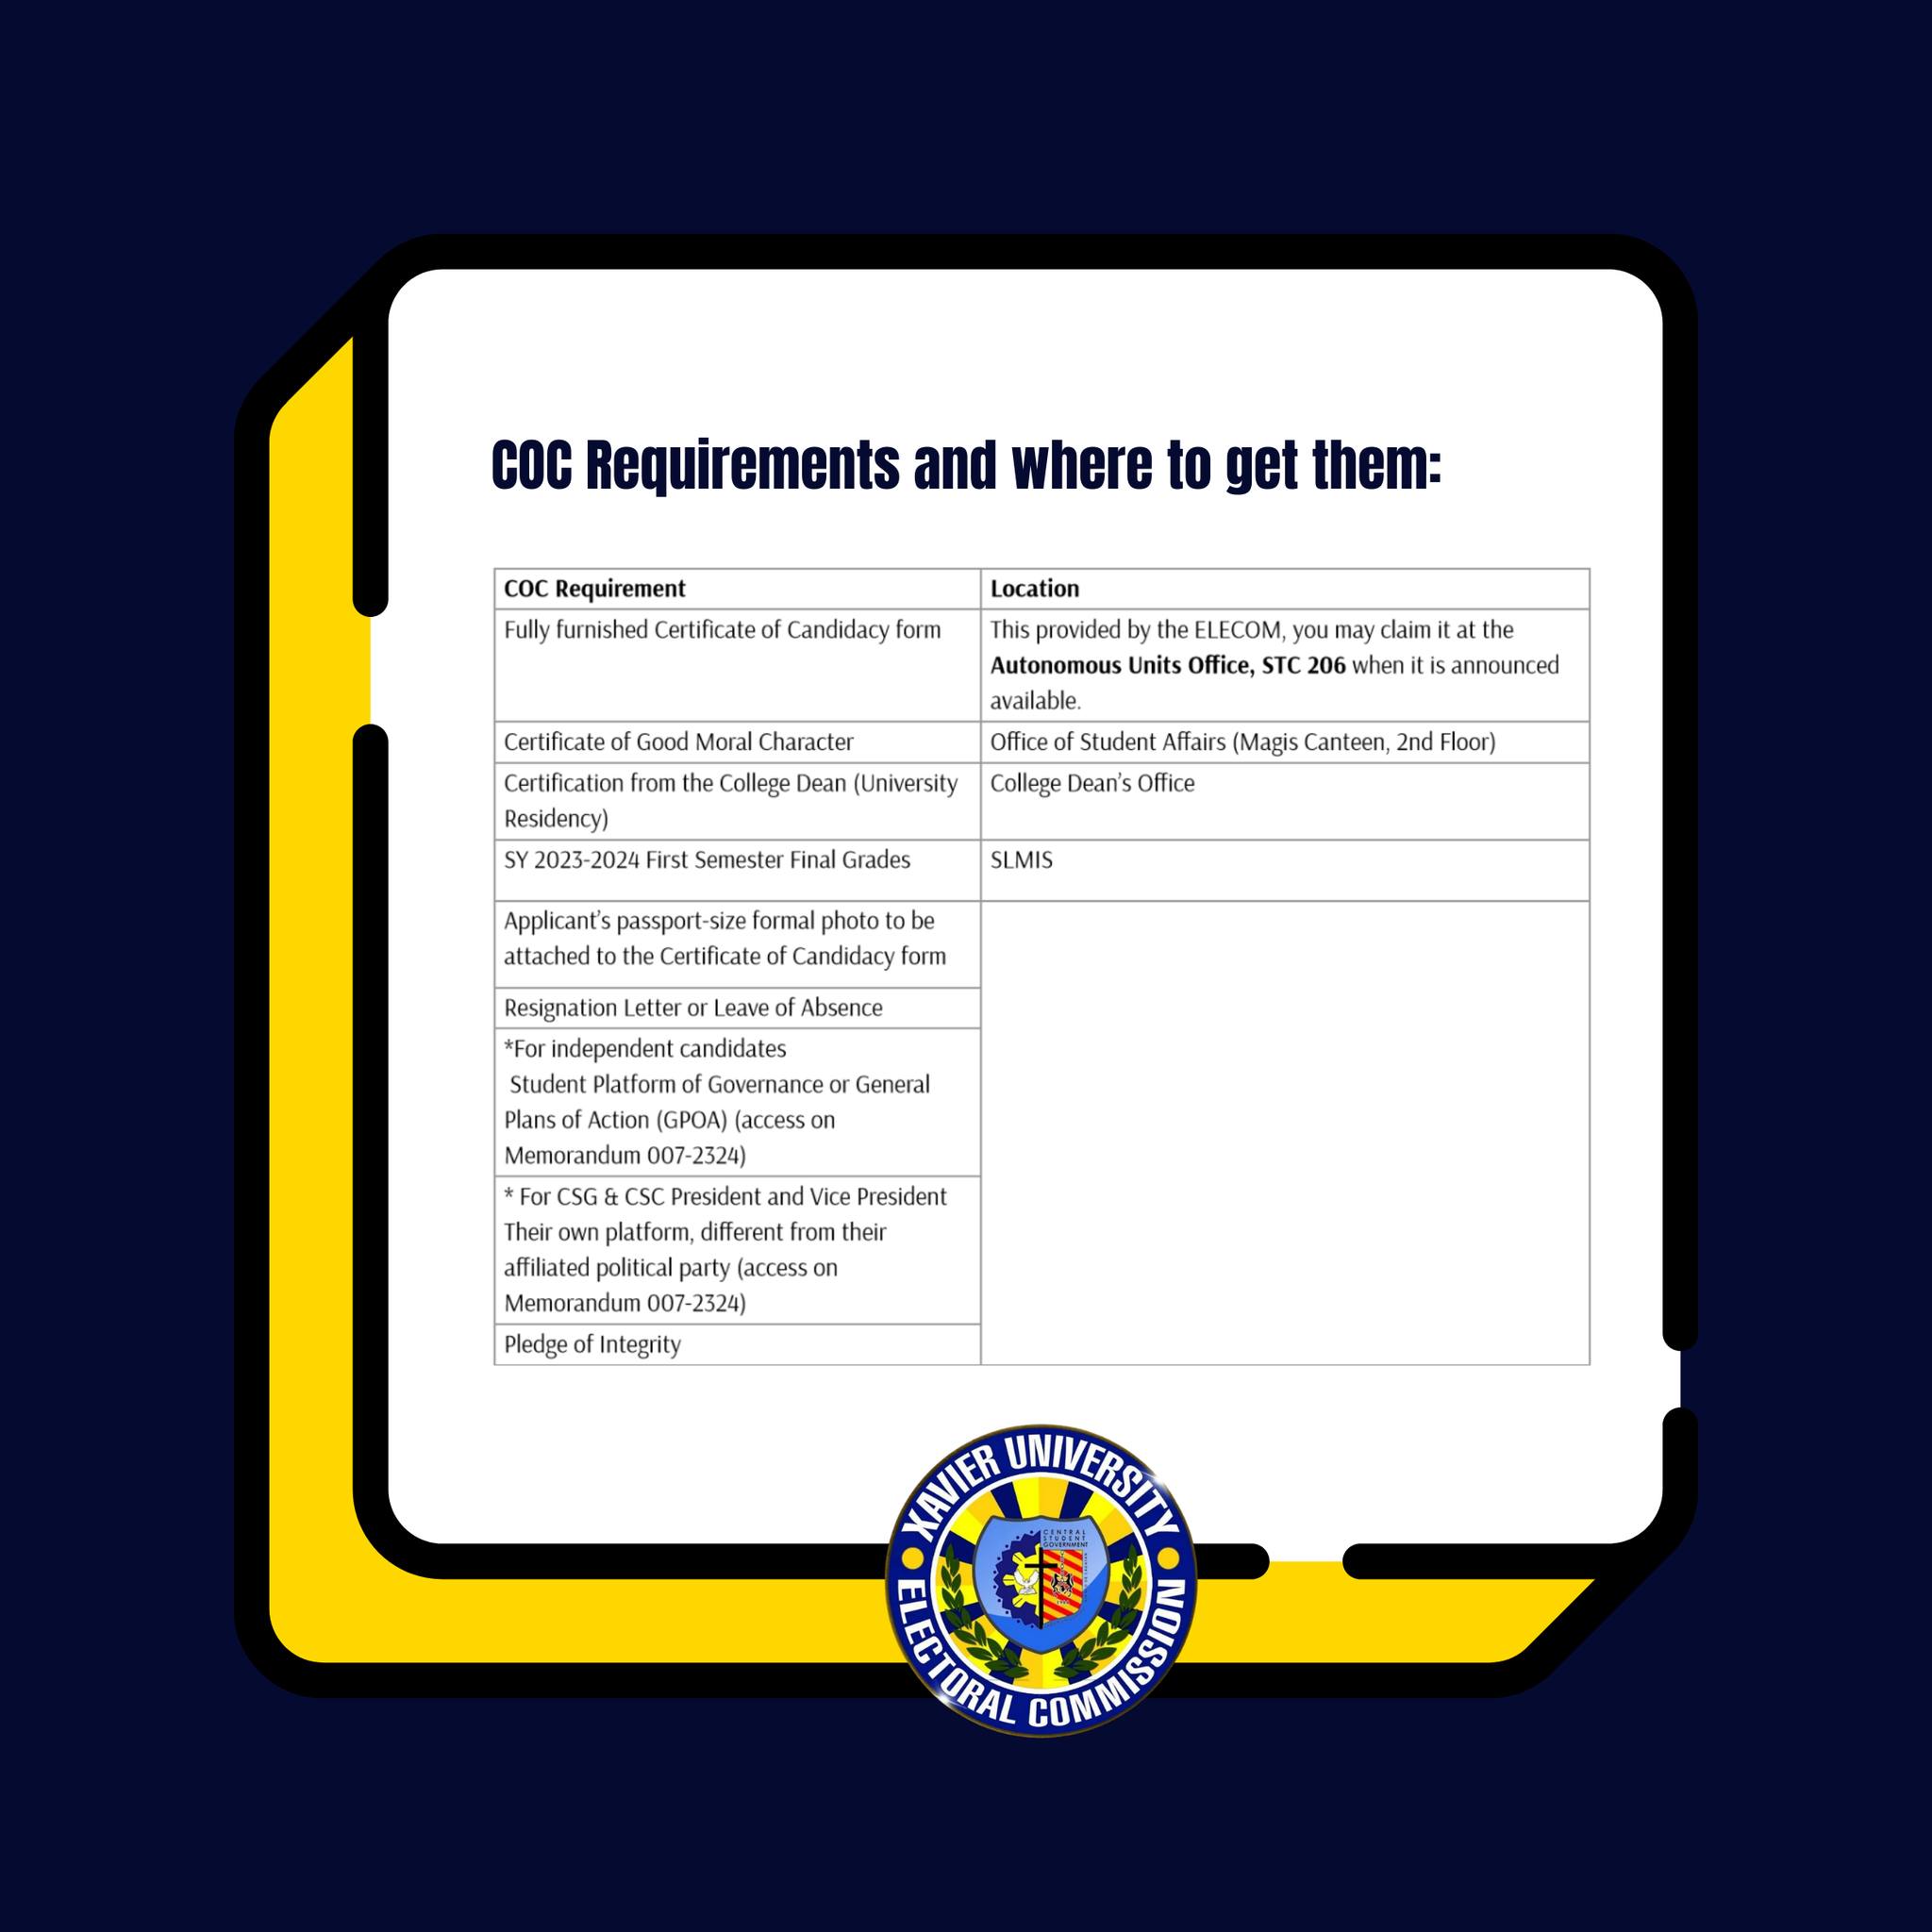 COC Requirements and where to get them:
COC Requirement
Location
Fully furnished Certificate of Candidacy form
This provided by the ELECOM, you may claim it at the
Autonomous Units Office, STC 206 when it is announced
available.
Certificate of Good Moral Character
Office of Student Affairs (Magis Canteen, 2nd Floor)
Certification from the College Dean (University
Residency)
College Dean’s Office
SY 2023-2024 First Semester Final Grades
SLMIS
Applicant’s passport-size formal photo to be
attached to the Certificate of Candidacy form
Resignation Letter or Leave of Absence
*For independent candidates
Student Platform of Governance or General
Plans of Action (GPOA) (access on
Memorandum 007-2324)
* For CSG & CSC President and Vice President
Their own platform, different from their
affiliated political party (access on
Memorandum 007-2324)
Pledge of Integrity
XAVIER UNIVERSITY
CENTRAL
STUDENT
GOVERNMENT
ELECTORAL COMMISSION